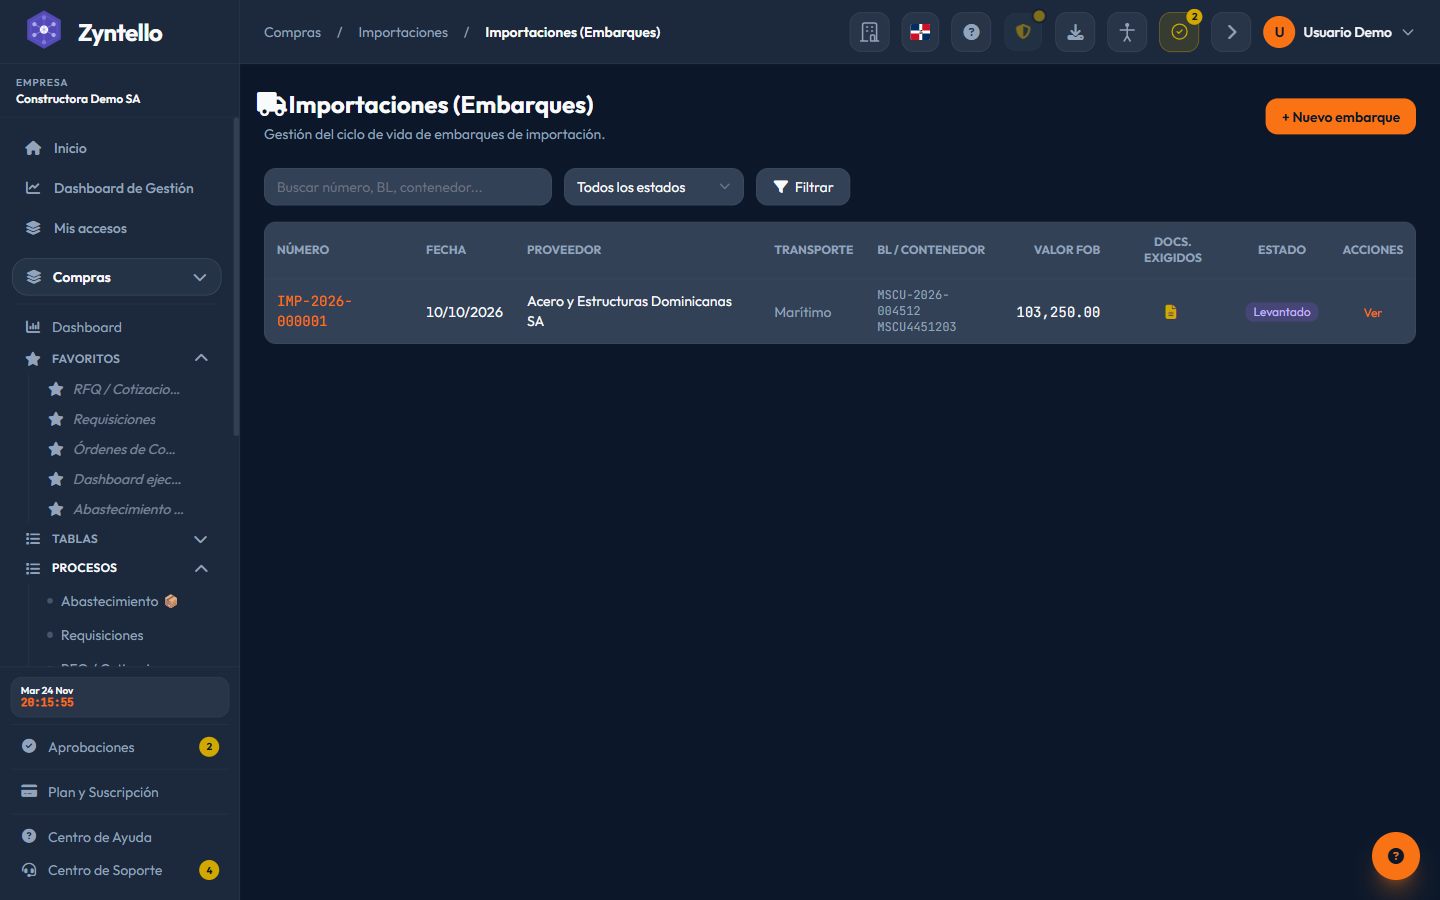 Zyntello
EMPRESA
Constructora Demo SA
Inicio
Dashboard de Gestión
Mis accesos
Compras
Dashboard
FAVORITOS
RFQ / Cotizacio...
Requisiciones
Órdenes de Co...
Dashboard ejec...
Abastecimiento ...
TABLAS
PROCESOS
Abastecimiento
Requisiciones
Mar 24 Nov
20:15:55
Aprobaciones 2
Plan y Suscripción
Centro de Ayuda
Centro de Soporte 4
Compras / Importaciones / Importaciones (Embarques)
2
U Usuario Demo
Importaciones (Embarques)
Gestión del ciclo de vida de embarques de importación.
+ Nuevo embarque
Buscar número, BL, contenedor...
Todos los estados
Filtrar
NÚMERO FECHA PROVEEDOR TRANSPORTE BL / CONTENEDOR VALOR FOB DOCS. EXIGIDOS ESTADO ACCIONES
IMP-2026-000001 10/10/2026 Acero y Estructuras Dominicanas SA Marítimo MSCU-2026-004512 MSCU4451203 103,250.00 Levantado Ver